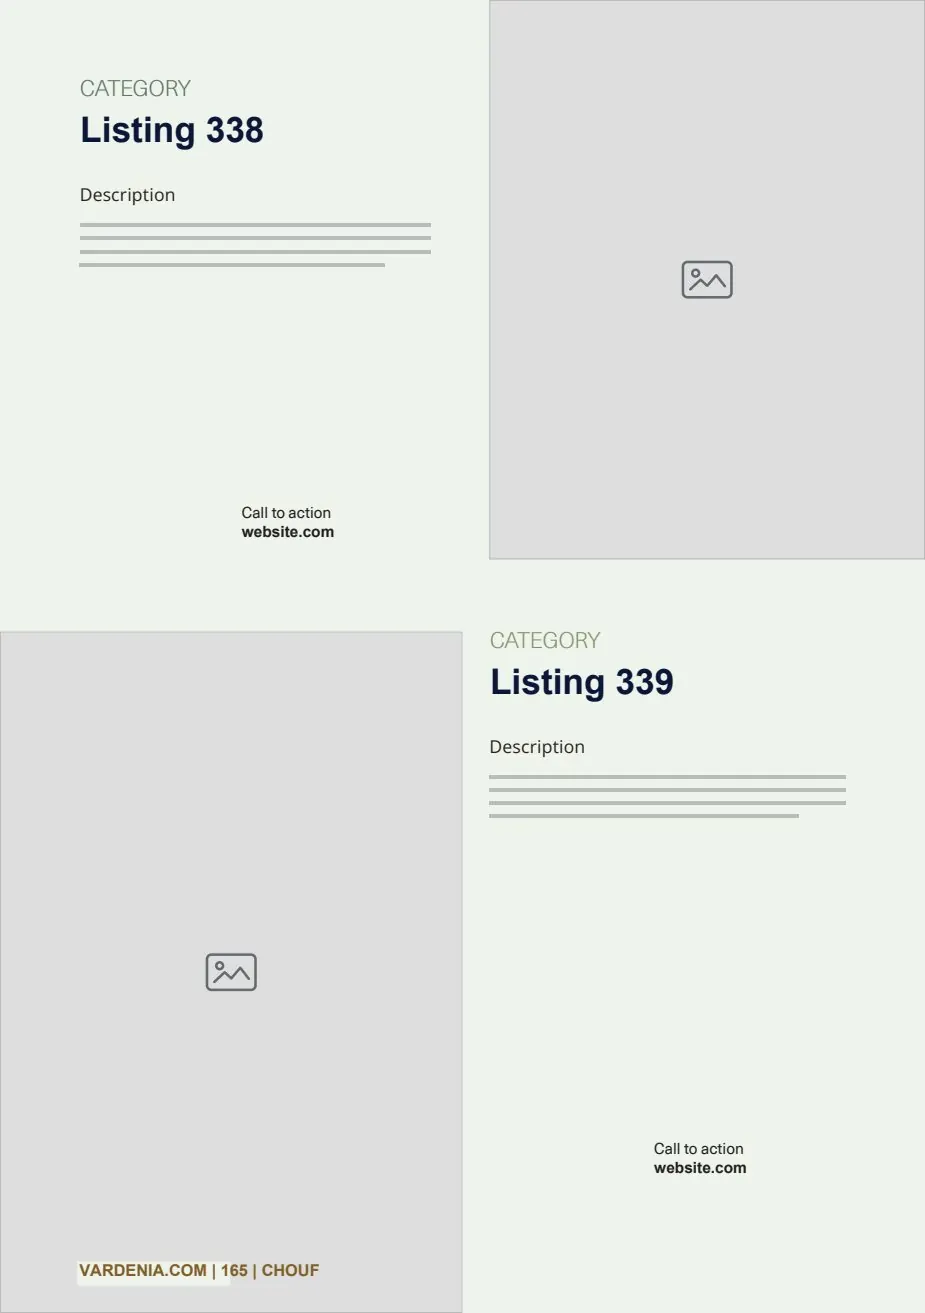 CATEGORY
Listing 338
Description
Call to action
website.com
CATEGORY
Listing 339
Description
Call to action
website.com
VARDENIA.COM | 165 | CHOUF